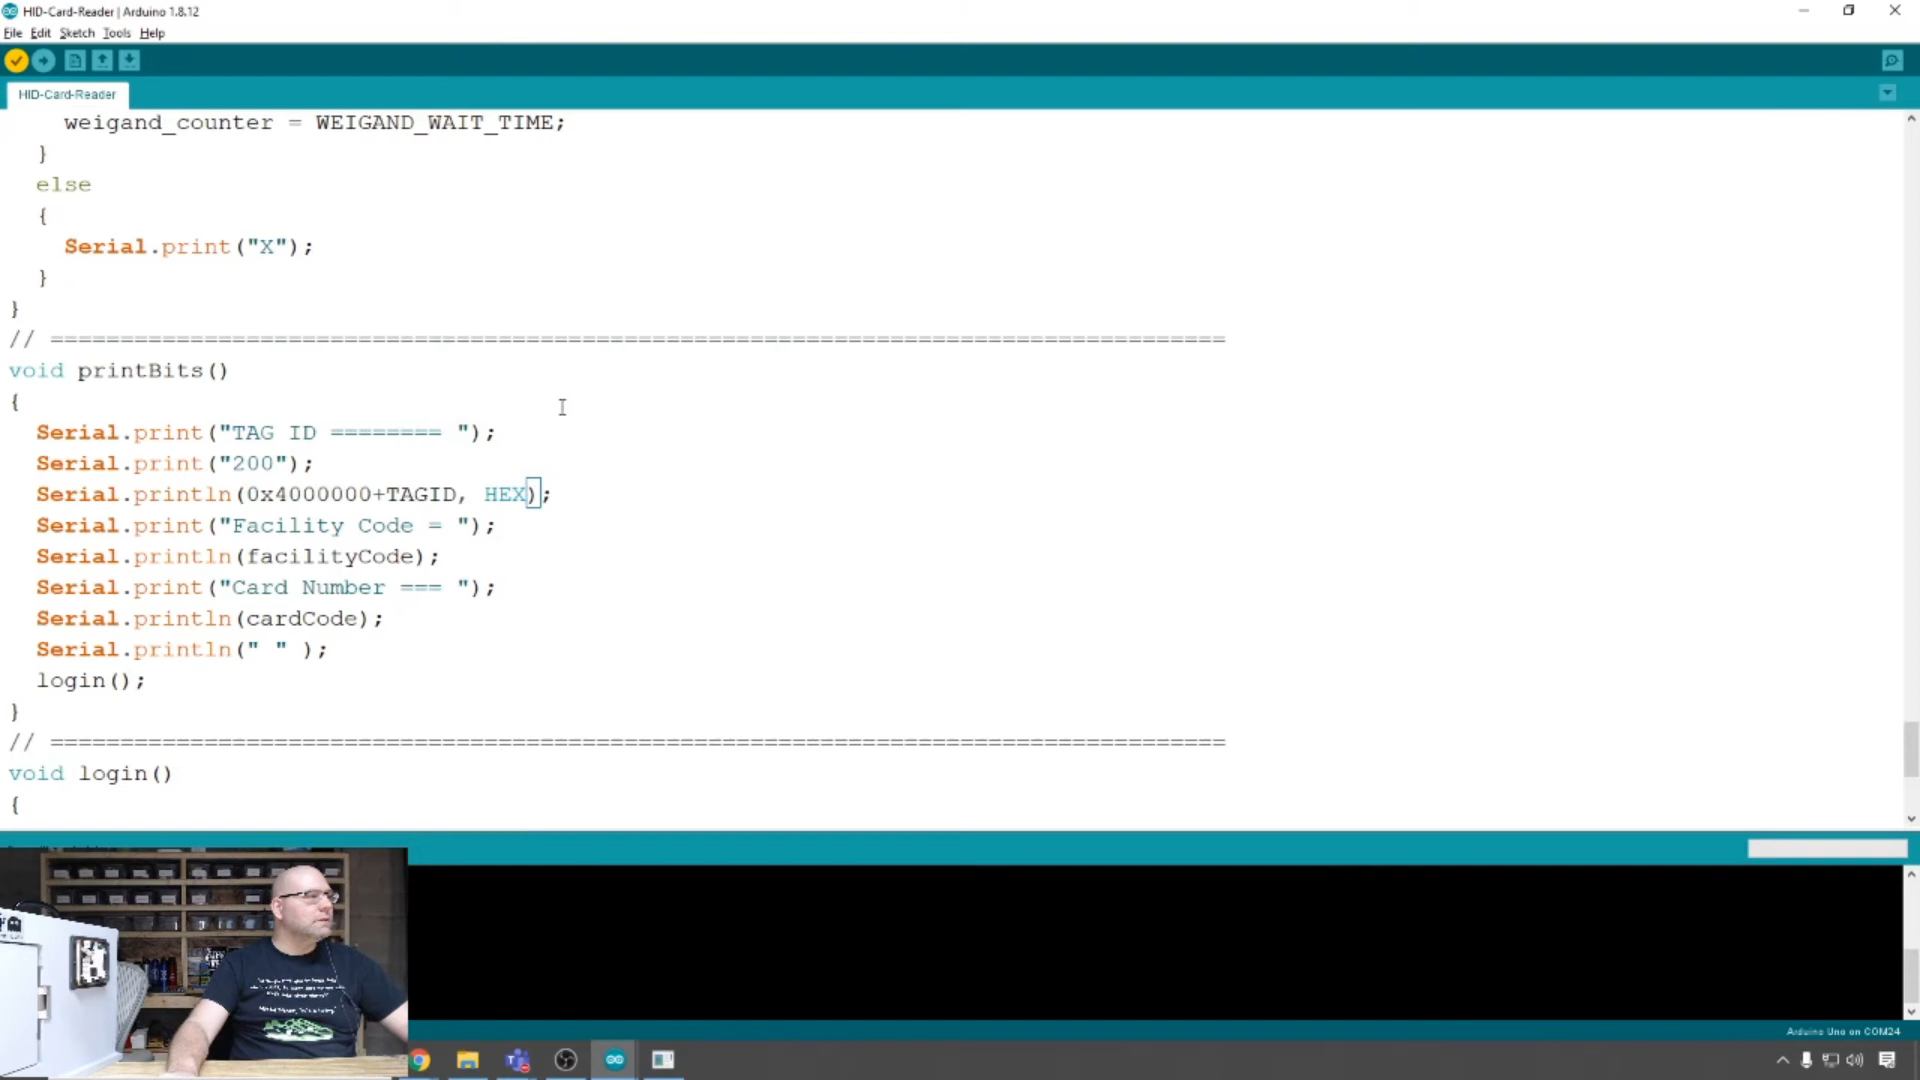 HID-Card-Reader | Arduino 1.8.12
File Edit Sketch Tools Help
HID-Card-Reader
weigand_counter = WEIGAND_WAIT_TIME;
}
else
{
Serial.print("X");
}
}
// ====================================================================================
void printBits()
{
Serial.print("TAG ID ======== ");
Serial.print("200");
Serial.println(0x4000000+TAGID, HEX);
Serial.print("Facility Code = ");
Serial.println(facilityCode);
Serial.print("Card Number === ");
Serial.println(cardCode);
Serial.println(" " );
login();
}
// ====================================================================================
void login()
{
Arduino Uno on COM24